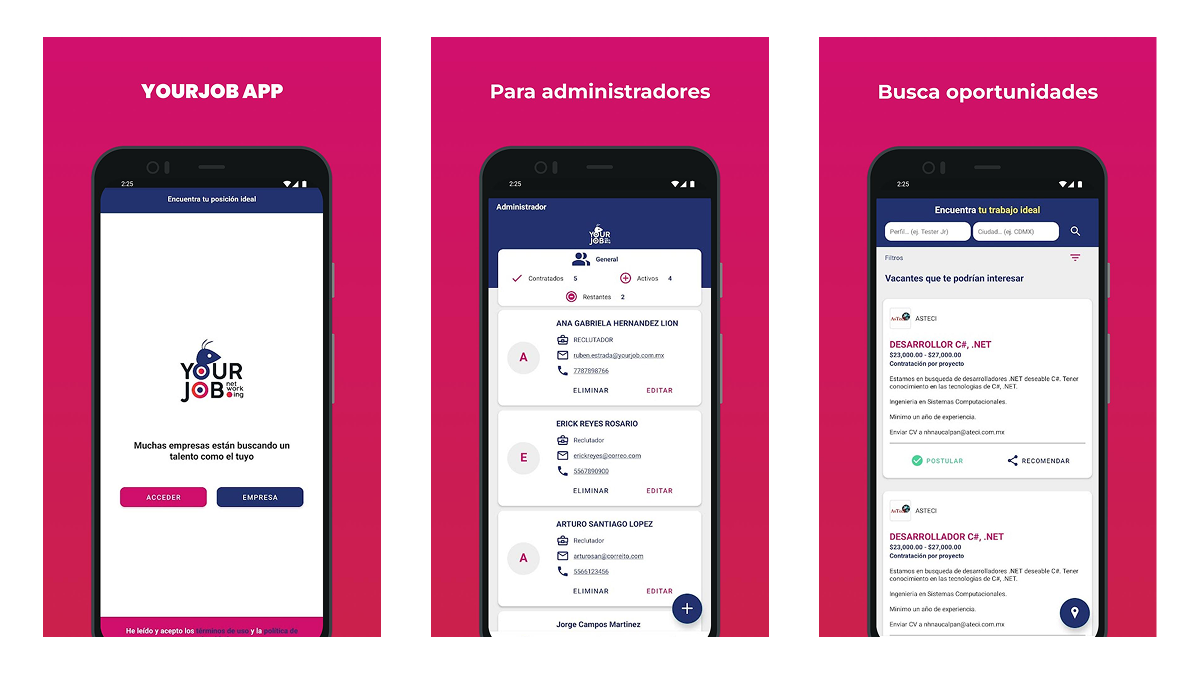 YOURJOB APP
2:25
Encuentra tu posición ideal
YOUR
JOB
net
work
ing
Muchas empresas están buscando un
talento como el tuyo
ACCEDER
EMPRESA
He leído y acepto los términos de uso y la política de
Para administradores
2:25
Administrador
YOUR
JOB
General
Contratados 5
Activos 4
Restantes 2
A
ANA GABRIELA HERNANDEZ LION
RECLUTADOR
ruben.estrada@yourjob.com.mx
7787898766
ELIMINAR
EDITAR
E
ERICK REYES ROSARIO
Reclutador
erickreyes@correo.com
5567890900
ELIMINAR
EDITAR
A
ARTURO SANTIAGO LOPEZ
Reclutador
arturosan@correito.com
5566123456
ELIMINAR
EDITAR
Jorge Campos Martinez
Busca oportunidades
2:25
Encuentra tu trabajo ideal
Perfil... (ej. Tester Jr)
Ciudad... (ej. CDMX)
Filtros
Vacantes que te podrían interesar
ASTECI
DESARROLLOR C#, .NET
$23,000.00 - $27,000.00
Contratación por proyecto
Estamos en busqueda de desarrolladores .NET deseable C#. Tener
conocimiento en las tecnologias de C#, .NET.
Ingenieria en Sistemas Computacionales.
Minimo un año de experiencia.
Enviar CV a nhnaucalpan@ateci.com.mx
POSTULAR
RECOMENDAR
ASTECI
DESARROLLADOR C#, .NET
$23,000.00 - $27,000.00
Contratación por proyecto
Estamos en busqueda de desarrolladores .NET deseable C#. Tener
conocimiento en las tecnologias de C#, .NET.
Ingenieria en Sistemas Computacionales.
Minimo un año de experiencia.
Enviar CV a nhnaucalpan@ateci.com.mx